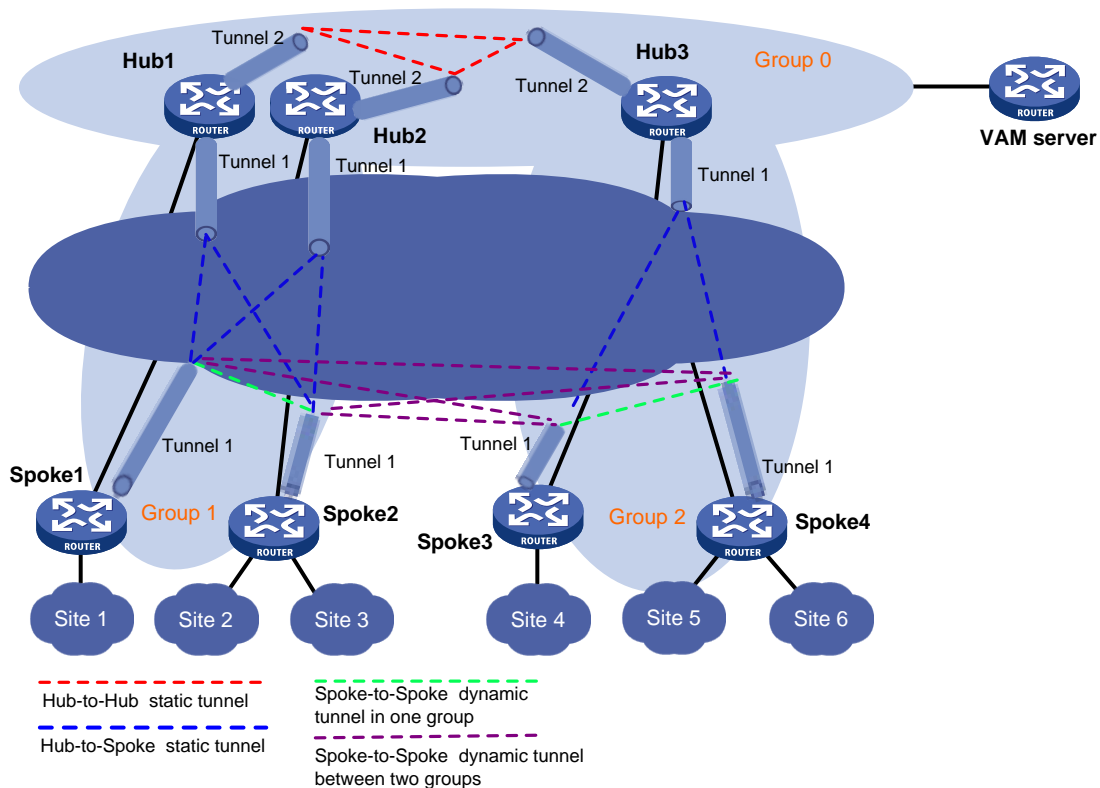 Tunnel 2
Hub1
Hub3
Group 0
Tunnel 2
Tunnel 2
ROUTER
ROUTER
ROUTER
ROUTER
Hub2
VAM server
Tunnel 1
Tunnel 1
Tunnel 1
Tunnel 1
Tunnel 1
Tunnel 1
Tunnel 1
Spoke1
Group 1
Spoke2
Group 2
Spoke4
Spoke3
ROUTER
ROUTER
ROUTER
ROUTER
Site 1
Site 2
Site 3
Site 4
Site 5
Site 6
Hub-to-Hub static tunnel
Hub-to-Spoke static tunnel
Spoke-to-Spoke dynamic
tunnel in one group
Spoke-to-Spoke dynamic tunnel
between two groups